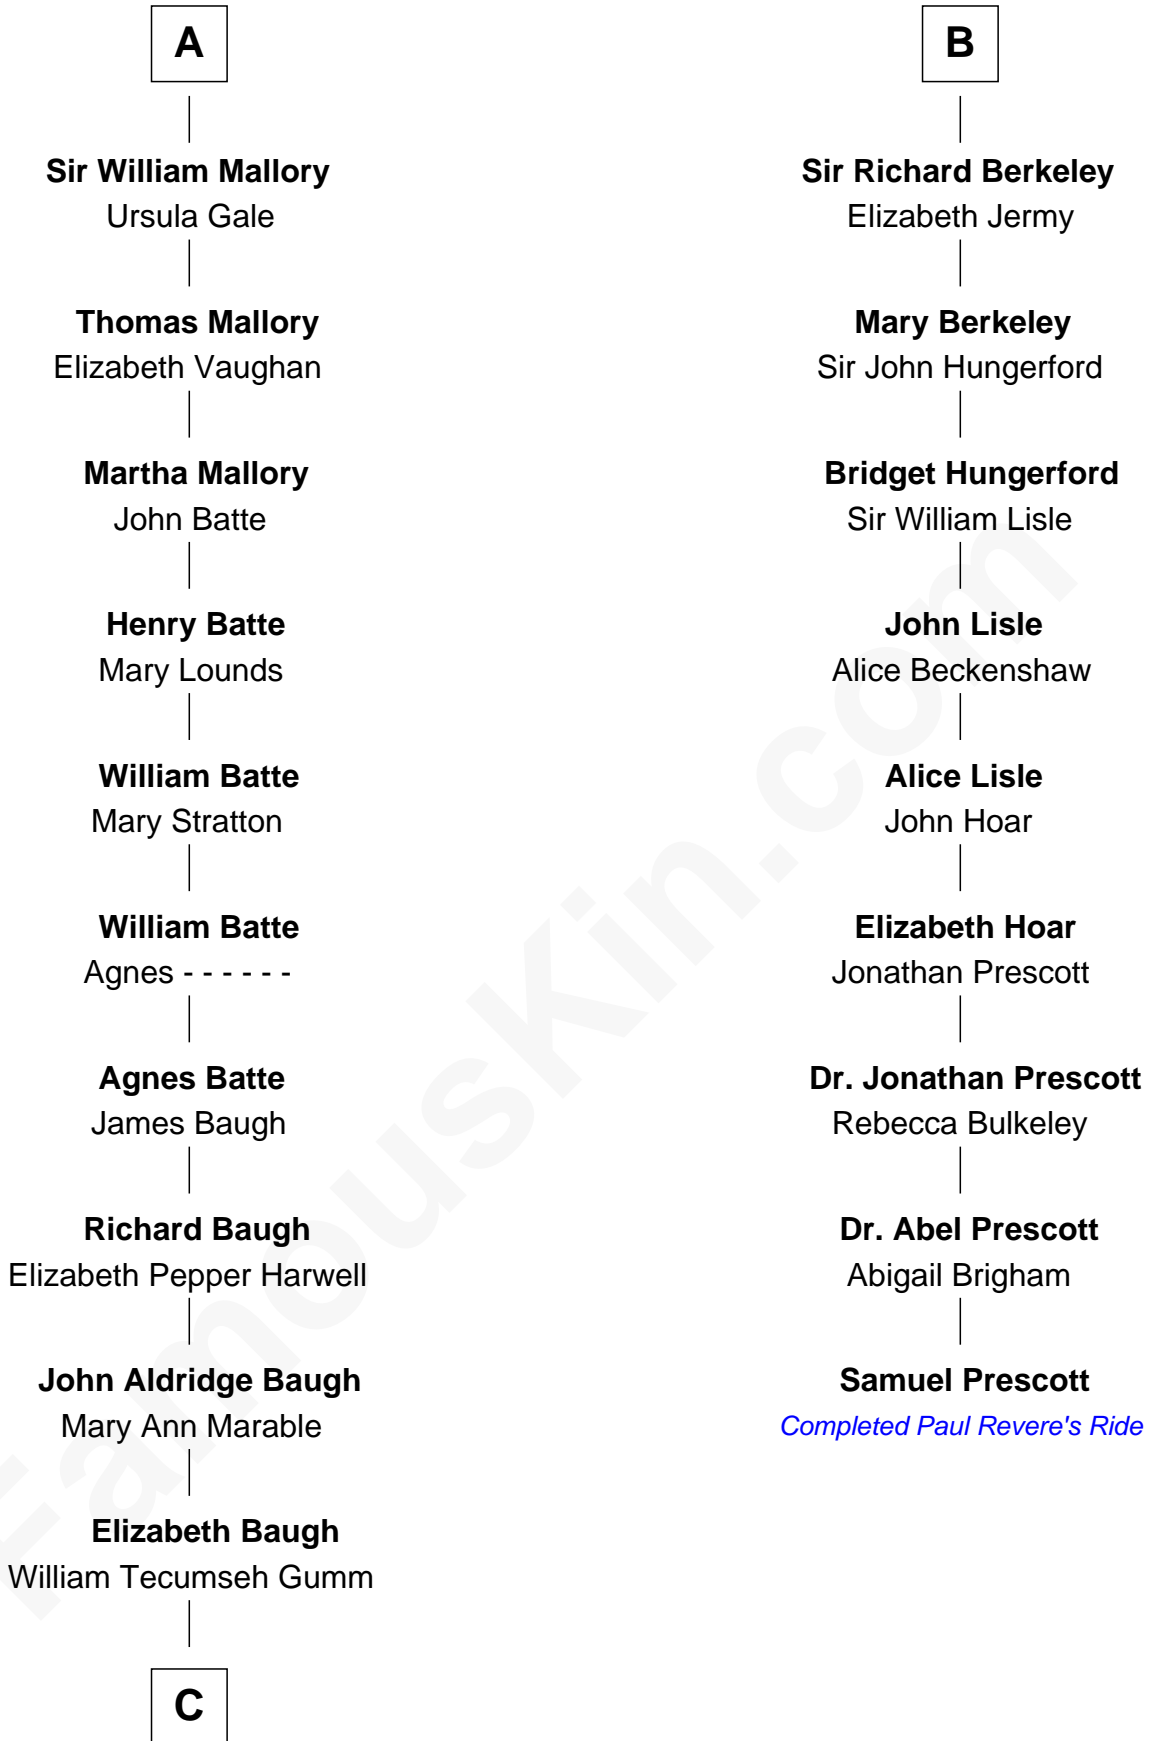 A
Sir William Mallory
Ursula Gale
Thomas Mallory
Elizabeth Vaughan
Martha Mallory
John Batte
Henry Batte
Mary Lounds
William Batte
Mary Stratton
William Batte
Agnes - - - - - -
Agnes Batte
James Baugh
Richard Baugh
Elizabeth Pepper Harwell
John Aldridge Baugh
Mary Ann Marable
Elizabeth Baugh
William Tecumseh Gumm
C
B
Sir Richard Berkeley
Elizabeth Jermy
Mary Berkeley
Sir John Hungerford
Bridget Hungerford
Sir William Lisle
John Lisle
Alice Beckenshaw
Alice Lisle
John Hoar
Elizabeth Hoar
Jonathan Prescott
Dr. Jonathan Prescott
Rebecca Bulkeley
Dr. Abel Prescott
Abigail Brigham
Samuel Prescott
Completed Paul Revere's Ride
FamousKin.com